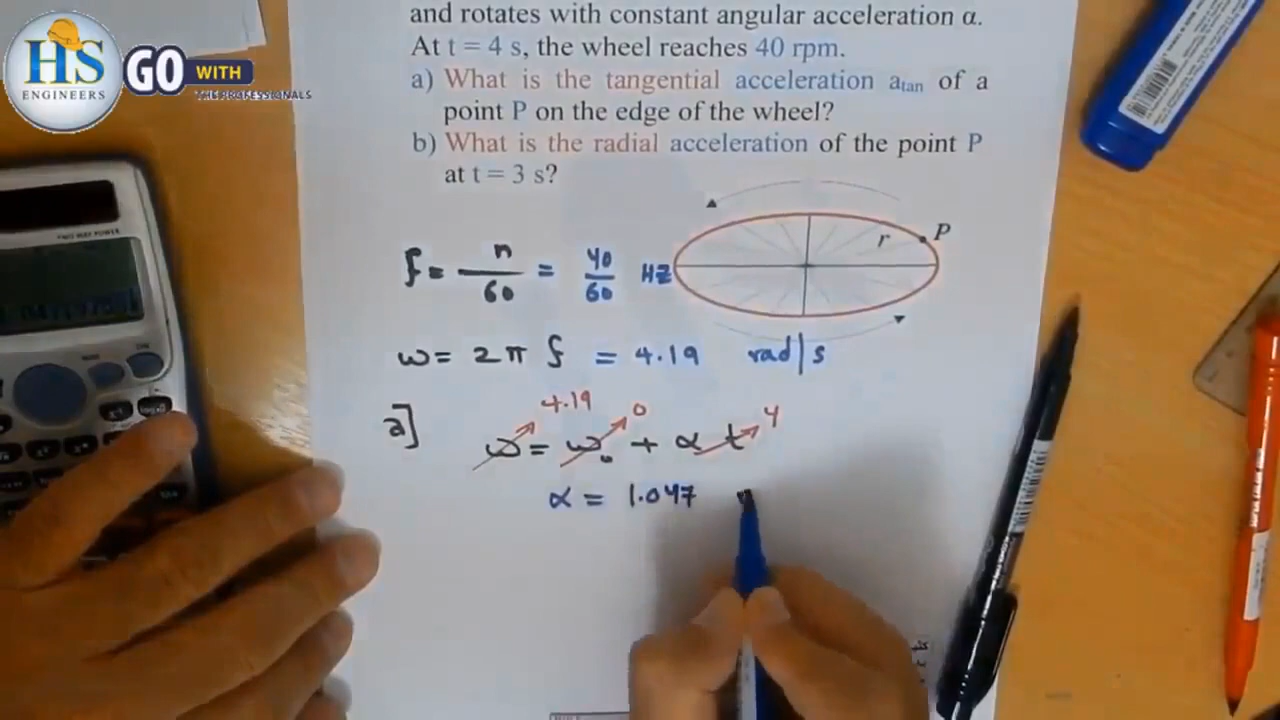 HS
ENGINEERS
GO WITH
THE PROFESSIONALS
and rotates with constant angular acceleration α.
At t = 4 s, the wheel reaches 40 rpm.
a) What is the tangential acceleration atan of a
point P on the edge of the wheel?
b) What is the radial acceleration of the point P
at t = 3 s?
r P
f = n/60 = 40/60 HZ
ω = 2π f = 4.19 rad/s
4.19 0 4
a] ω = ω. + α t
α = 1.047